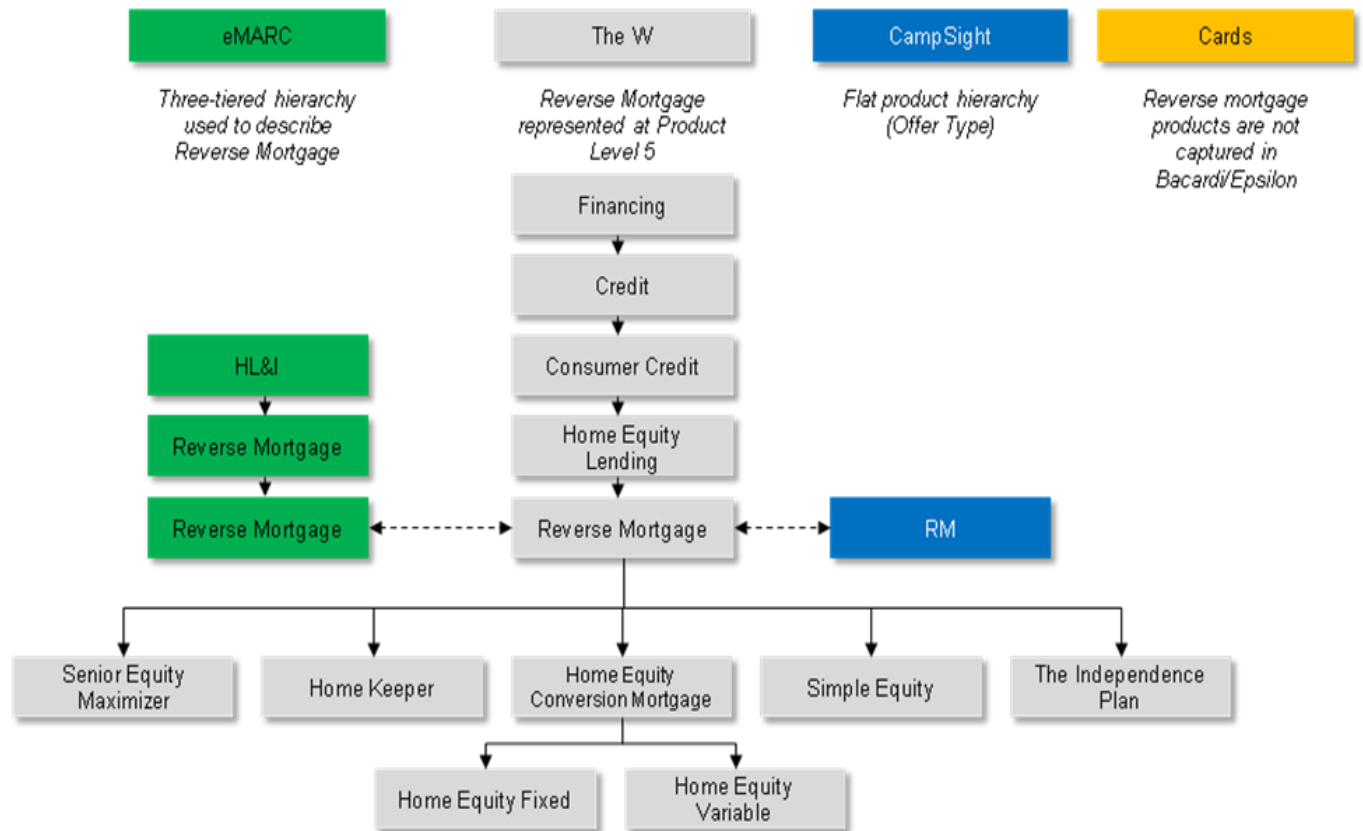 eMARC
The W
CampSight
Cards
Three-tiered hierarchy
used to describe
Reverse Mortgage
Reverse Mortgage
represented at Product
Level 5
Flat product hierarchy
(Offer Type)
Reverse mortgage
products are not
captured in
Bacardi/Epsilon
Financing
Credit
HL&I
Consumer Credit
Reverse Mortgage
Home Equity
Lending
Reverse Mortgage
Reverse Mortgage
RM
Senior Equity
Maximizer
Home Keeper
Home Equity
Conversion Mortgage
Simple Equity
The Independence
Plan
Home Equity Fixed
Home Equity
Variable